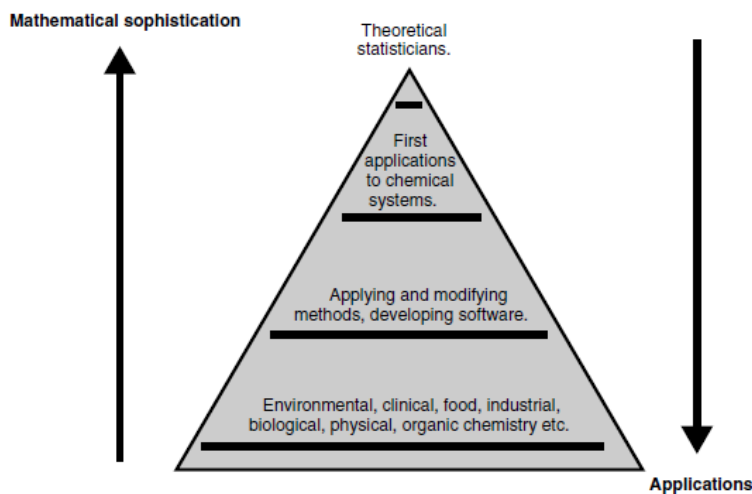 Mathematical sophistication
Theoretical
statisticians.
First
applications
to chemical
systems.
Applying and modifying
methods, developing software.
Environmental, clinical, food, industrial,
biological, physical, organic chemistry etc.
Applications